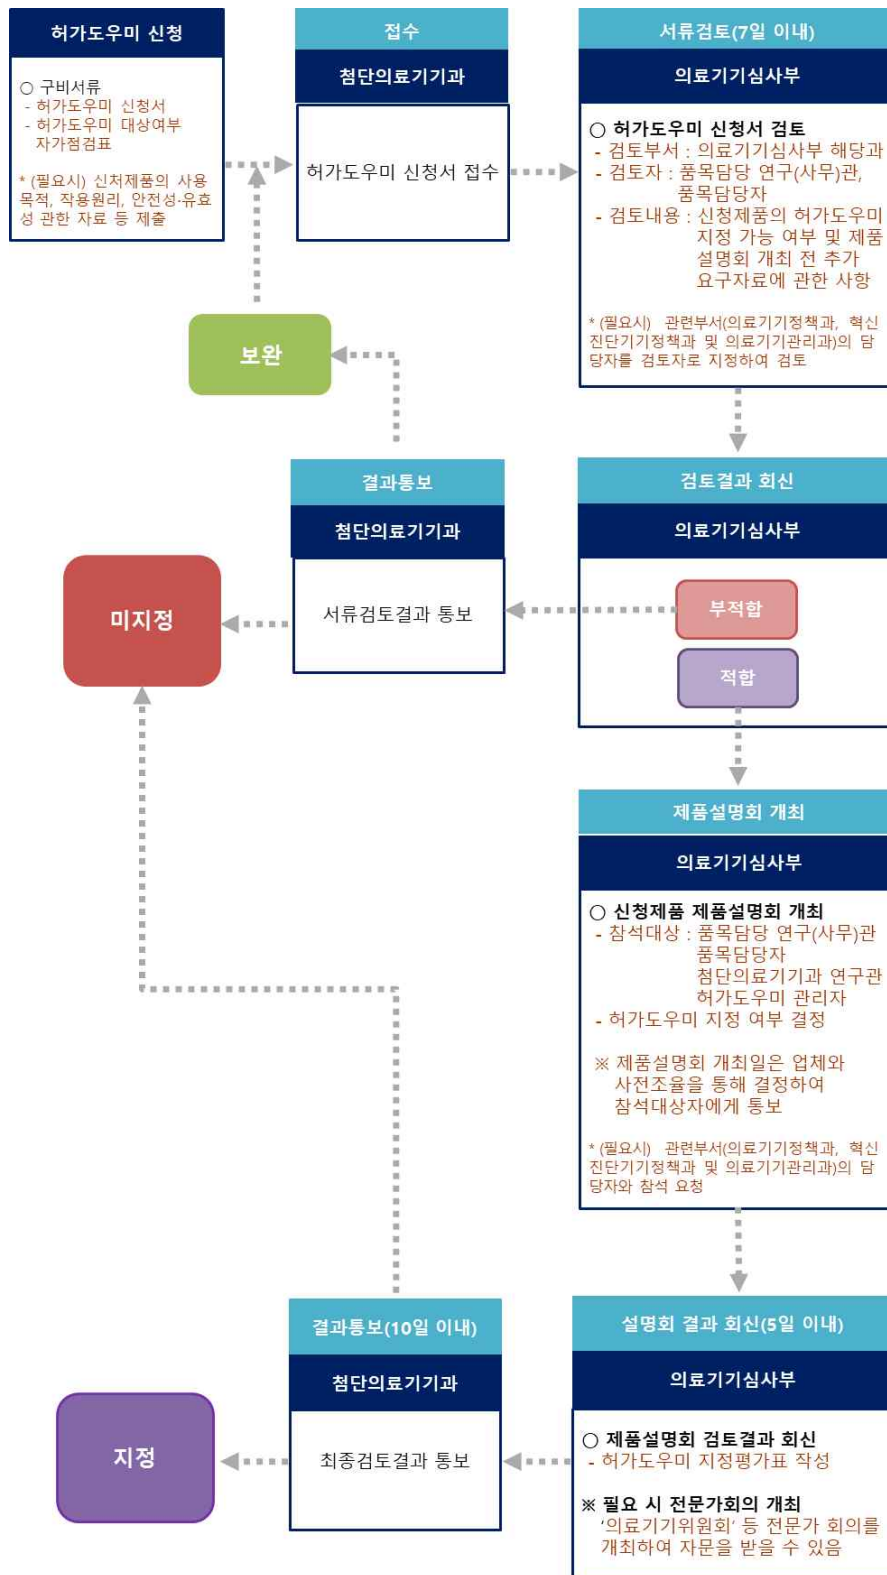 허가도우미 신청
○ 구비서류
- 허가도우미 신청서
- 허가도우미 대상여부
자가점검표
* (필요시) 신처제품의 사용
목적, 작용원리, 안전성·유효
성 관한 자료 등 제출
접수
첨단의료기기과
허가도우미 신청서 접수
서류검토(7일 이내)
의료기기심사부
○ 허가도우미 신청서 검토
- 검토부서 : 의료기기심사부 해당과
- 검토자 : 품목담당 연구(사무)관,
품목담당자
- 검토내용 : 신청제품의 허가도우미
지정 가능 여부 및 제품
설명회 개최 전 추가
요구자료에 관한 사항
* (필요시) 관련부서(의료기기정책과, 혁신
진단기기정책과 및 의료기기관리과)의 담
당자를 검토자로 지정하여 검토
보완
결과통보
첨단의료기기과
서류검토결과 통보
미지정
검토결과 회신
의료기기심사부
부적합
적합
제품설명회 개최
의료기기심사부
○ 신청제품 제품설명회 개최
- 참석대상 : 품목담당 연구(사무)관
품목담당자
첨단의료기기과 연구관
허가도우미 관리자
- 허가도우미 지정 여부 결정
※ 제품설명회 개최일은 업체와
사전조율을 통해 결정하여
참석대상자에게 통보
* (필요시) 관련부서(의료기기정책과, 혁신
진단기기정책과 및 의료기기관리과)의 담
당자와 참석 요청
설명회 결과 회신(5일 이내)
의료기기심사부
○ 제품설명회 검토결과 회신
- 허가도우미 지정평가표 작성
※ 필요 시 전문가회의 개최
'의료기기위원회' 등 전문가 회의를
개최하여 자문을 받을 수 있음
결과통보(10일 이내)
첨단의료기기과
최종검토결과 통보
지정